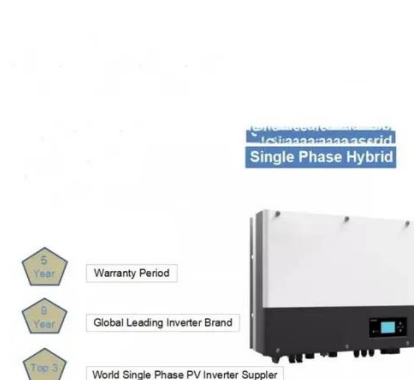 Single Phase Hybrid
5
Year
Warranty Period
9
Year
Global Leading Inverter Brand
Top 3
World Single Phase PV Inverter Suppler